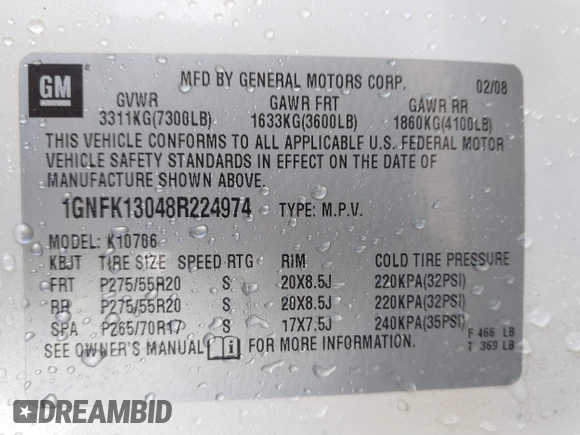 GM
MFD BY GENERAL MOTORS CORP. 02/08
GVWR GAWR FRT GAWR RR
3311KG(7300LB) 1633KG(3600LB) 1860KG(4100LB)
THIS VEHICLE CONFORMS TO ALL APPLICABLE U.S. FEDERAL MOTOR
VEHICLE SAFETY STANDARDS IN EFFECT ON THE DATE OF
MANUFACTURE SHOWN ABOVE.
1GNFK13048R224974 TYPE: M.P.V.
MODEL: K10766
KBJT TIRE SIZE SPEED RTG RIM COLD TIRE PRESSURE
FRT P275/55R20 S 20X8.5J 220KPA(32PSI)
RR P275/55R20 S 20X8.5J 220KPA(32PSI)
SPA P265/70R17 S 17X7.5J 240KPA(35PSI)
F 466 LB
SEE OWNER'S MANUAL FOR MORE INFORMATION. T 369 LB
DREAMBID